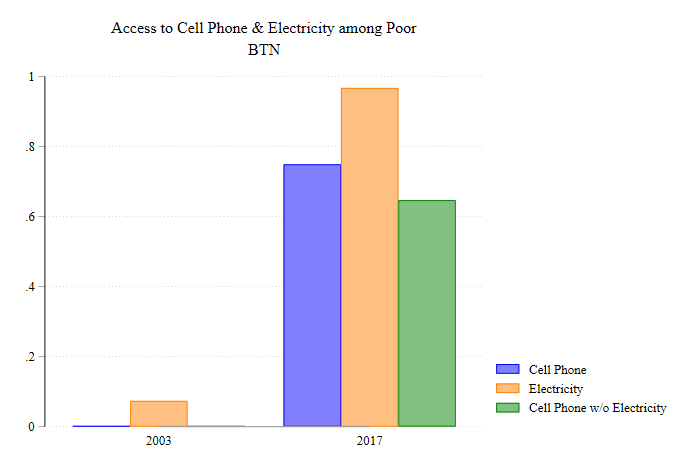 Access to Cell Phone & Electricity among Poor
BTN
1
.8
.6
.4
.2
0
2003
2017
Cell Phone
Electricity
Cell Phone w/o Electricity